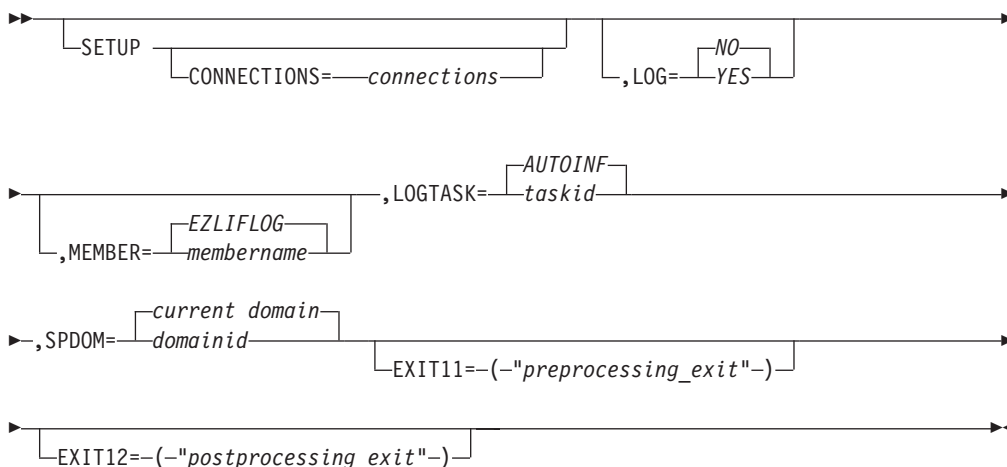 SETUP
CONNECTIONS= connections
,LOG= NO
YES
,MEMBER= EZLIFLOG
membername
,LOGTASK= AUTOINF
taskid
,SPDOM= current domain
domainid
EXIT11=(-"preprocessing_exit"-)
EXIT12=(-"postprocessing exit"-)